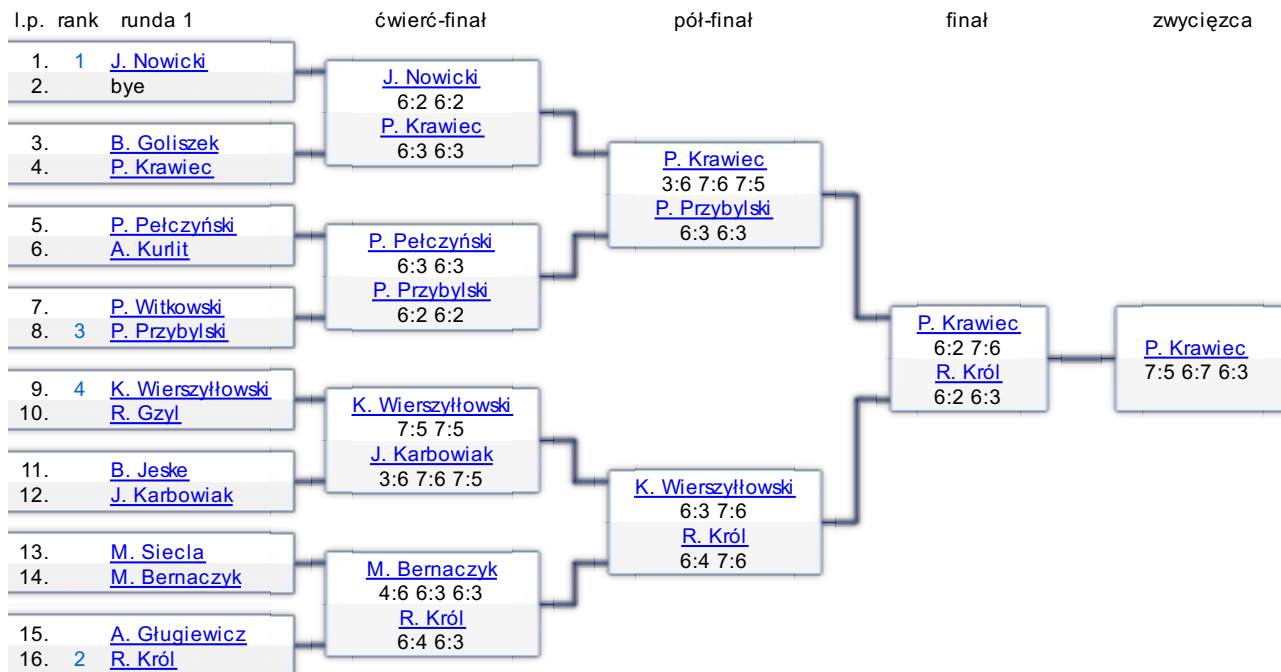 l.p. rank runda 1 ćwierć-finał pół-finał finał zwycięzca
1. 1 J. Nowicki
2. bye
3. B. Goliszek
4. P. Krawiec
5. P. Pełczyński
6. A. Kurlit
7. P. Witkowski
8. 3 P. Przybylski
9. 4 K. Wierszyłłowski
10. R. Gzyl
11. B. Jeske
12. J. Karbowiak
13. M. Siecla
14. M. Bernaczyk
15. A. Gługiewicz
16. 2 R. Król
J. Nowicki
6:2 6:2
P. Krawiec
6:3 6:3
P. Pełczyński
6:3 6:3
P. Przybylski
6:2 6:2
K. Wierszyłłowski
7:5 7:5
J. Karbowiak
3:6 7:6 7:5
M. Bernaczyk
4:6 6:3 6:3
R. Król
6:4 6:3
P. Krawiec
3:6 7:6 7:5
P. Przybylski
6:3 6:3
K. Wierszyłłowski
6:3 7:6
R. Król
6:4 7:6
P. Krawiec
6:2 7:6
R. Król
6:2 6:3
P. Krawiec
7:5 6:7 6:3